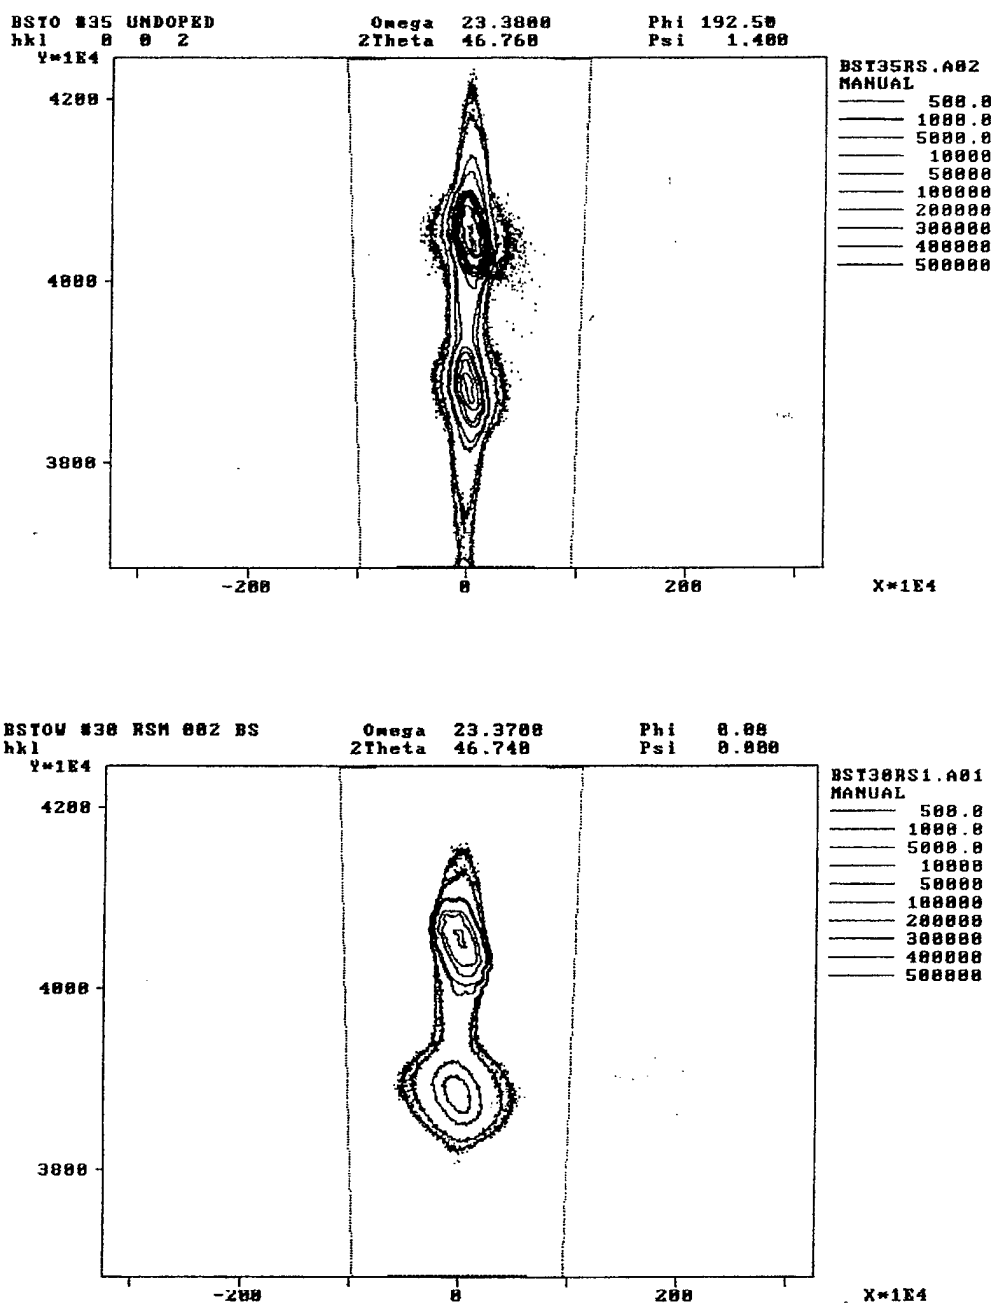 BSTO #35 UNDOPED Omega 23.3800 Phi 192.50
hkl 0 0 2 2Theta 46.760 Psi 1.400
Y*1E4
BST35RS.A02
MANUAL
500.0
1000.0
5000.0
10000
50000
100000
200000
300000
400000
500000
4200
4000
3800
-200 0 200 X*1E4
BSTOW #30 RSM 002 BS Omega 23.3700 Phi 0.00
hkl 2Theta 46.740 Psi 0.000
Y*1E4
BST30RS1.A01
MANUAL
500.0
1000.0
5000.0
10000
50000
100000
200000
300000
400000
500000
4200
4000
3800
-200 0 200 X*1E4